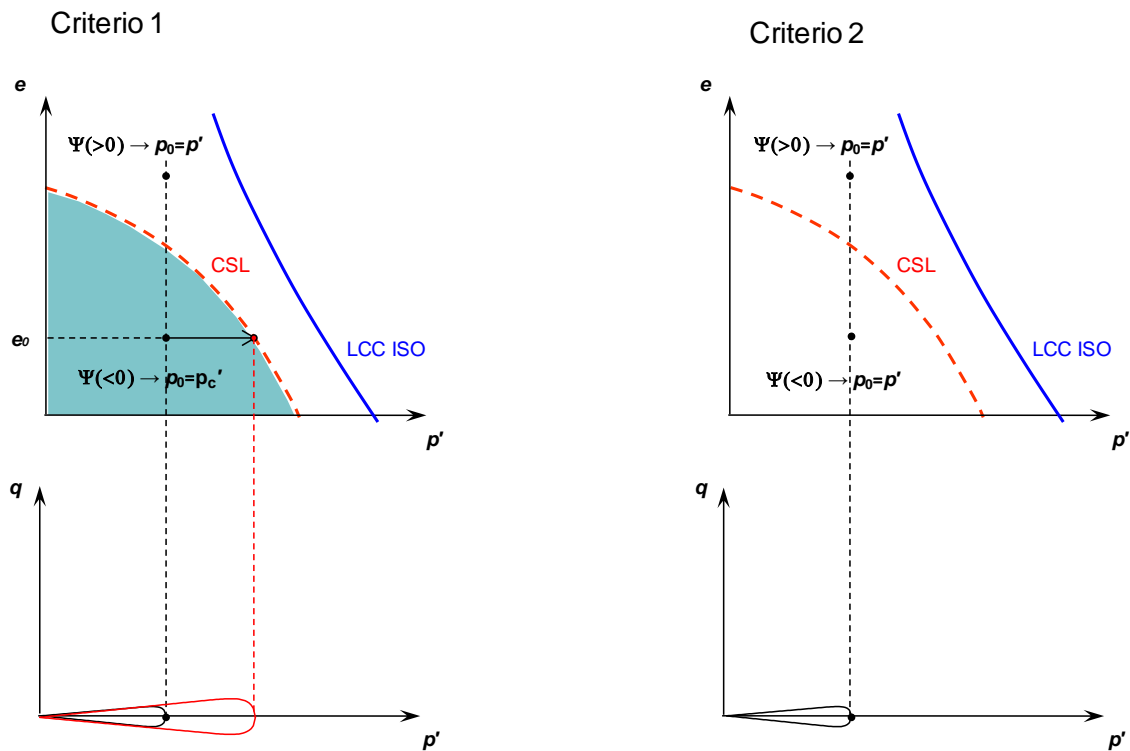 Criterio 1
e
Ψ(>0) → p0=p'
CSL
e0
LCC ISO
Ψ(<0) → p0=pc'
p'
q
p'
Criterio 2
e
Ψ(>0) → p0=p'
CSL
LCC ISO
Ψ(<0) → p0=p'
p'
q
p'